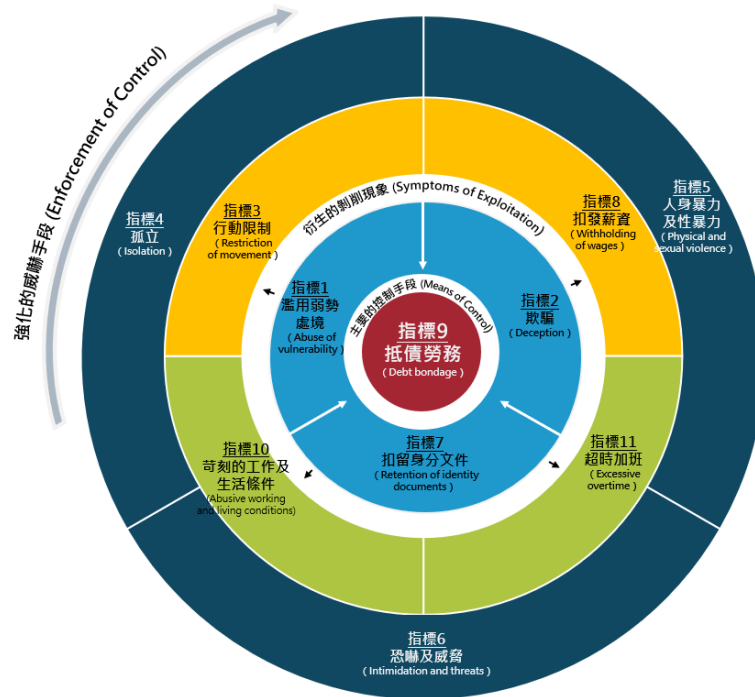 強化的威嚇手段 (Enforcement of Control)
指標4
孤立
( Isolation )
指標5
人身暴力
及性暴力
( Physical and
sexual violence )
指標6
恐嚇及威脅
(Intimidation and threats )
衍生的剝削現象 (Symptoms of Exploitation)
指標3
行動限制
( Restriction
of movement )
指標8
扣發薪資
(Withholding
of wages )
指標10
苛刻的工作及
生活條件
(Abusive working
and living conditions)
指標11
超時加班
( Excessive
overtime )
主要的控制手段 (Means of Control)
指標1
濫用弱勢
處境
( Abuse of
vulnerability )
指標2
欺騙
( Deception )
指標7
扣留身分文件
( Retention of identity
documents )
指標9
抵債勞務
( Debt bondage )